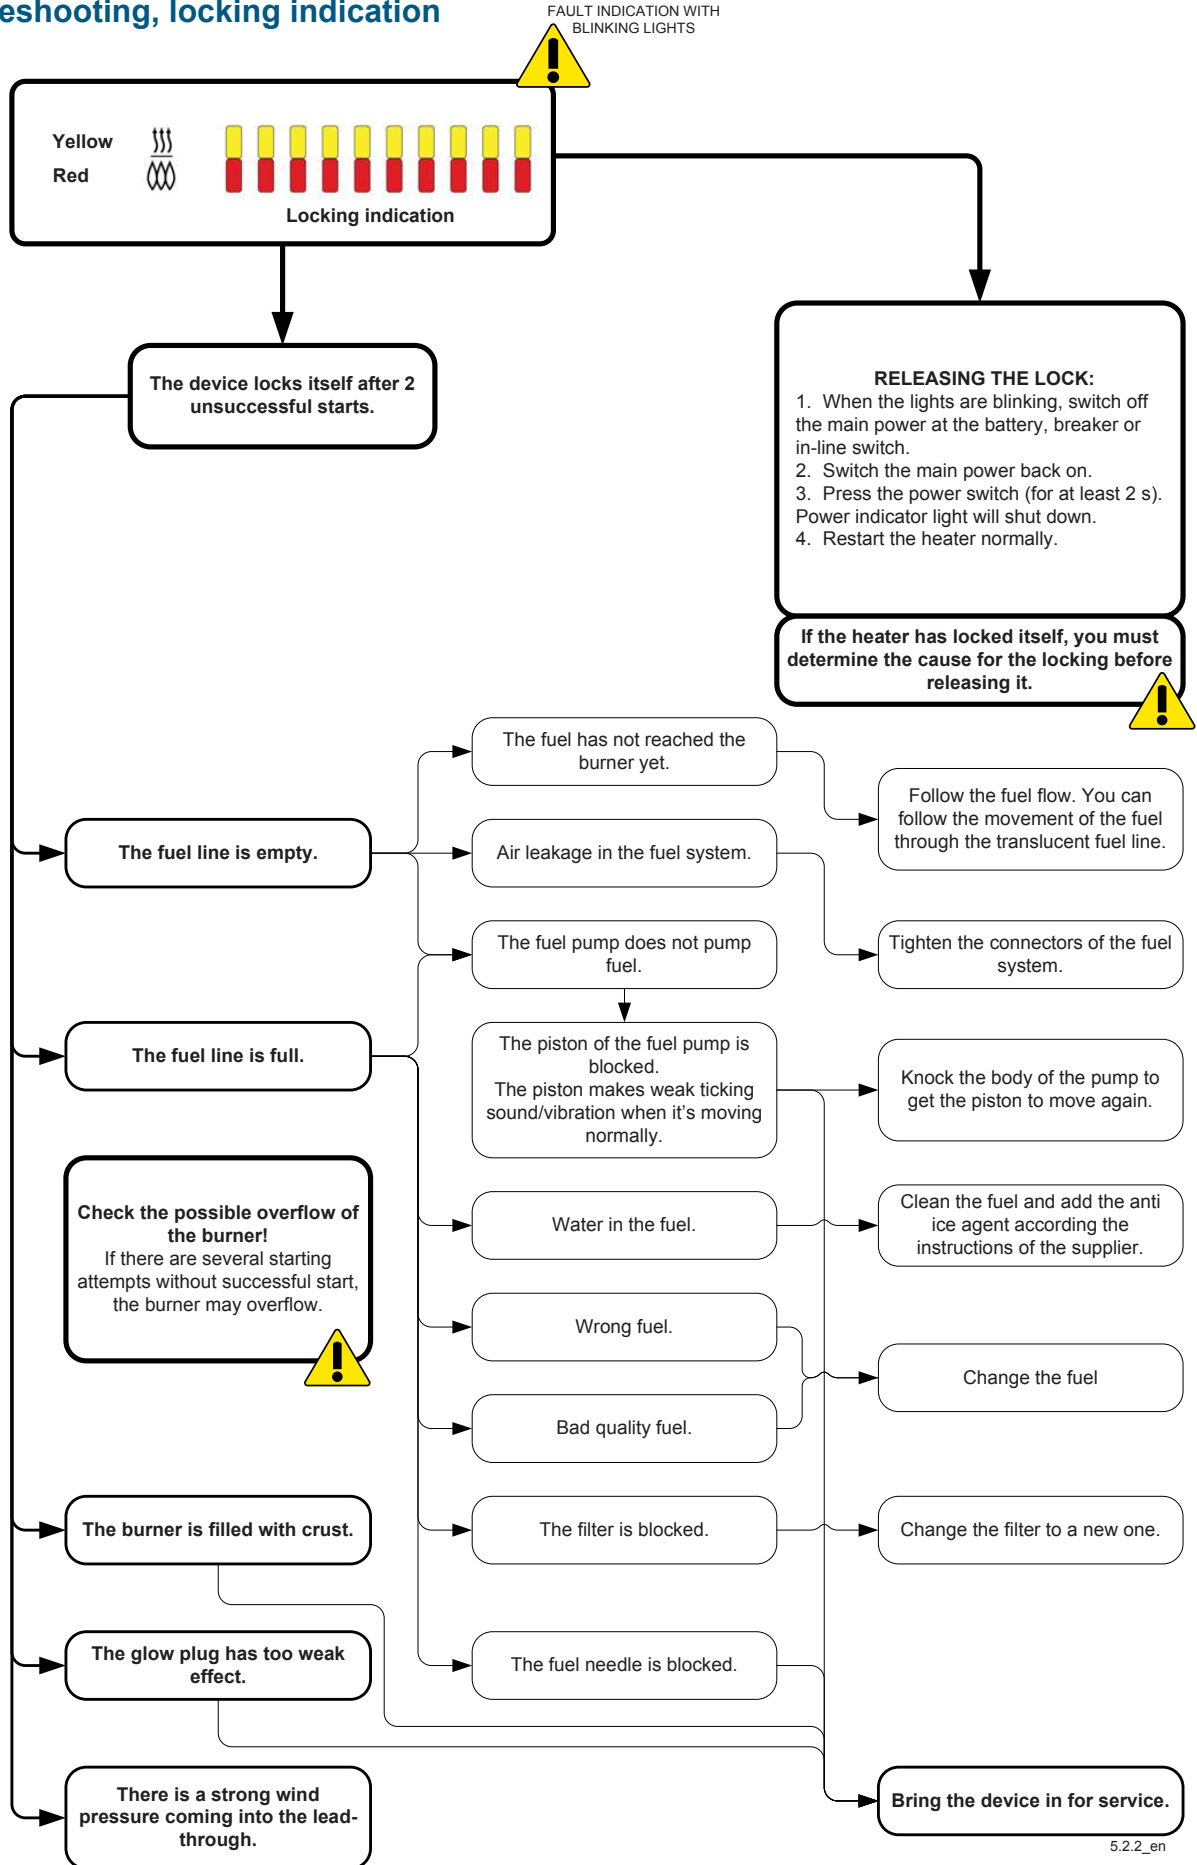 eshooting, locking indication
FAULT INDICATION WITH
BLINKING LIGHTS
Yellow
Red
Locking indication
The device locks itself after 2
unsuccessful starts.
RELEASING THE LOCK:
1. When the lights are blinking, switch off
the main power at the battery, breaker or
in-line switch.
2. Switch the main power back on.
3. Press the power switch (for at least 2 s).
Power indicator light will shut down.
4. Restart the heater normally.
If the heater has locked itself, you must
determine the cause for the locking before
releasing it.
The fuel has not reached the
burner yet.
Follow the fuel flow. You can
follow the movement of the fuel
through the translucent fuel line.
The fuel line is empty.
Air leakage in the fuel system.
The fuel pump does not pump
fuel.
Tighten the connectors of the fuel
system.
The fuel line is full.
The piston of the fuel pump is
blocked.
The piston makes weak ticking
sound/vibration when it's moving
normally.
Knock the body of the pump to
get the piston to move again.
Check the possible overflow of
the burner!
If there are several starting
attempts without successful start,
the burner may overflow.
Water in the fuel.
Clean the fuel and add the anti
ice agent according the
instructions of the supplier.
Wrong fuel.
Change the fuel
Bad quality fuel.
The burner is filled with crust.
The filter is blocked.
Change the filter to a new one.
The glow plug has too weak
effect.
The fuel needle is blocked.
There is a strong wind
pressure coming into the lead-
through.
Bring the device in for service.
5.2.2_en